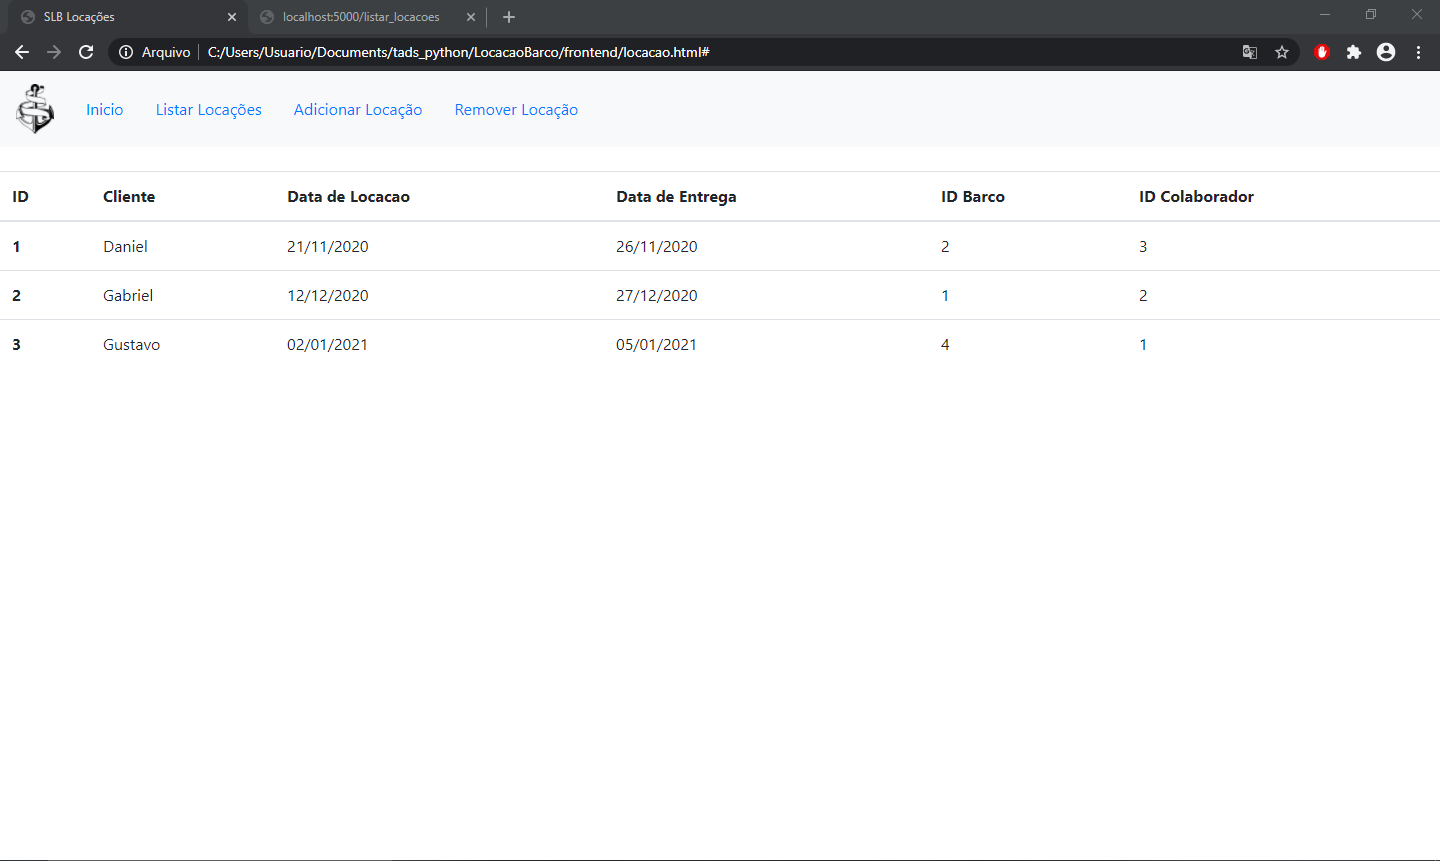 SLB Locações
localhost:5000/listar_locacoes
Arquivo C:/Users/Usuario/Documents/tads_python/LocacaoBarco/frontend/locacao.html#
Inicio Listar Locações Adicionar Locação Remover Locação
ID Cliente Data de Locacao Data de Entrega ID Barco ID Colaborador
1 Daniel 21/11/2020 26/11/2020 2 3
2 Gabriel 12/12/2020 27/12/2020 1 2
3 Gustavo 02/01/2021 05/01/2021 4 1